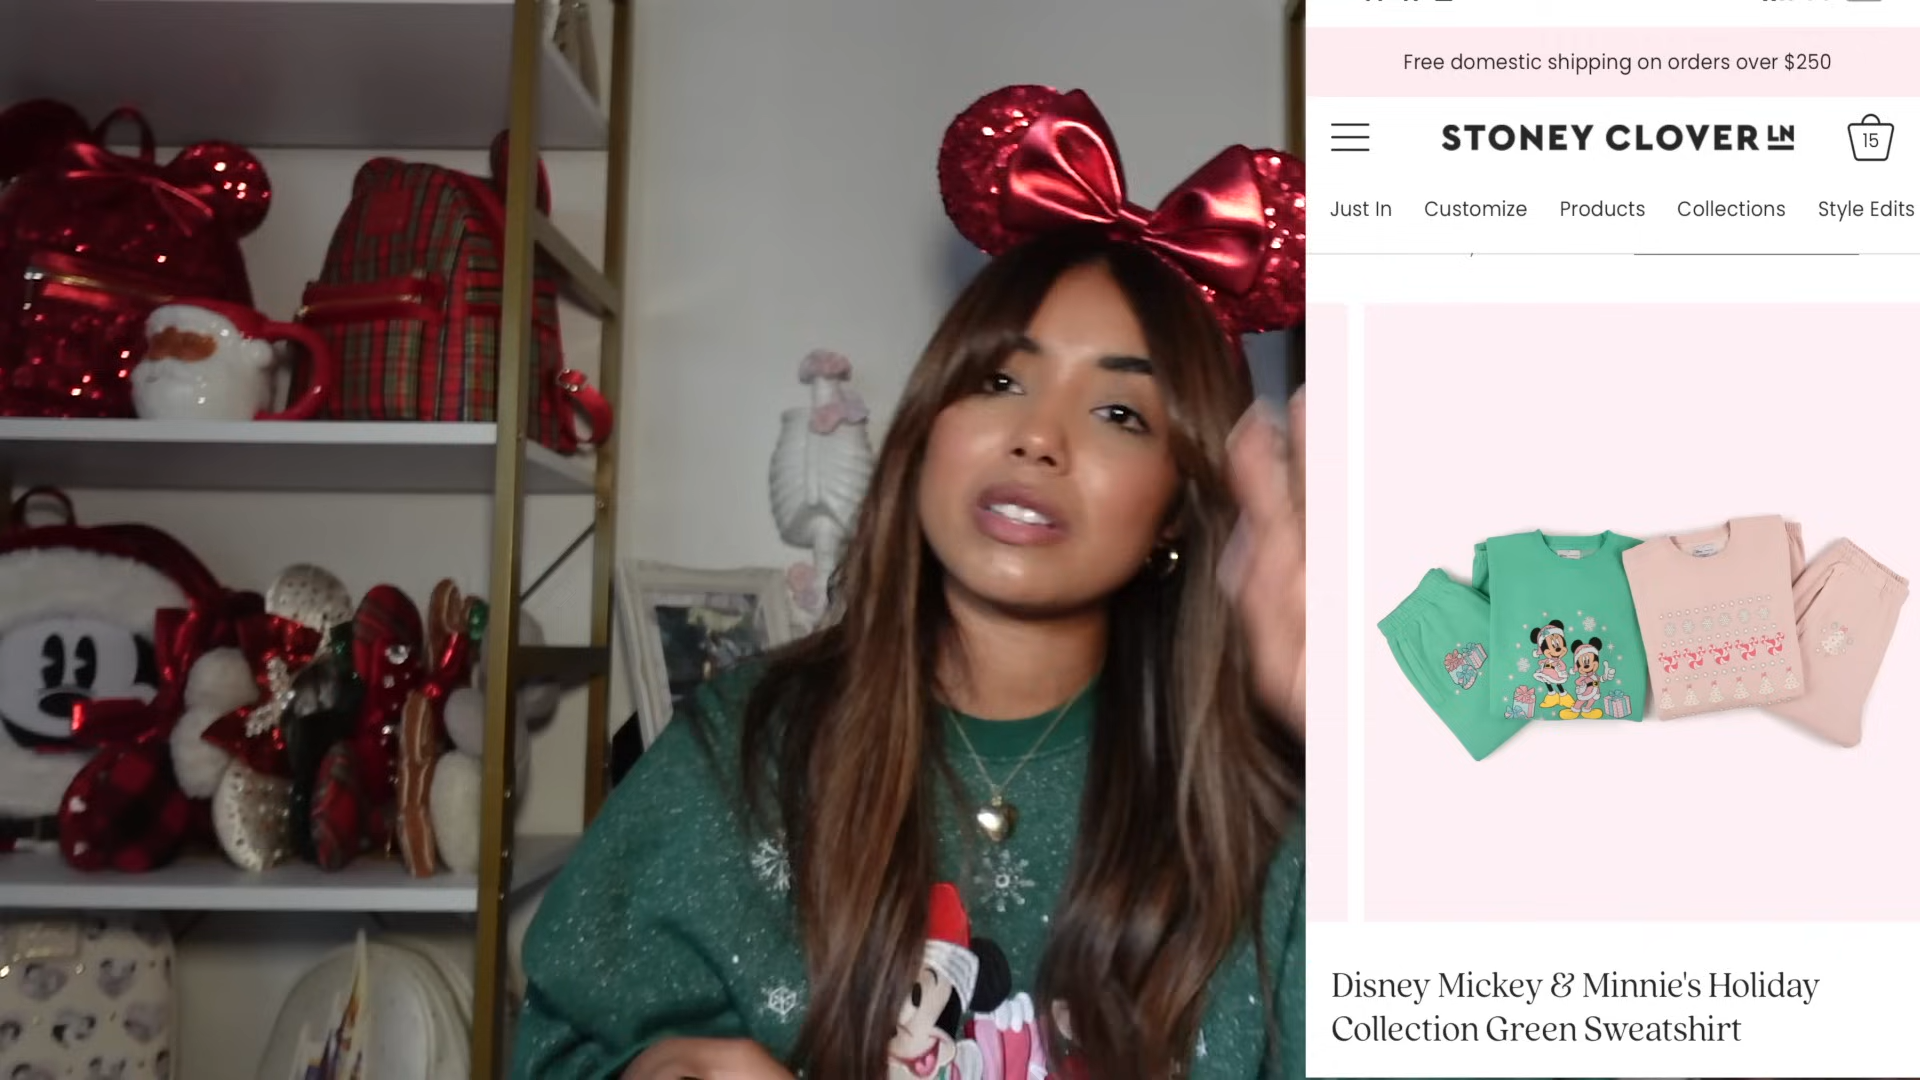 Free domestic shipping on orders over $250
STONEY CLOVER LN
15
Just In Customize Products Collections Style Edits
Disney Mickey & Minnie's Holiday
Collection Green Sweatshirt